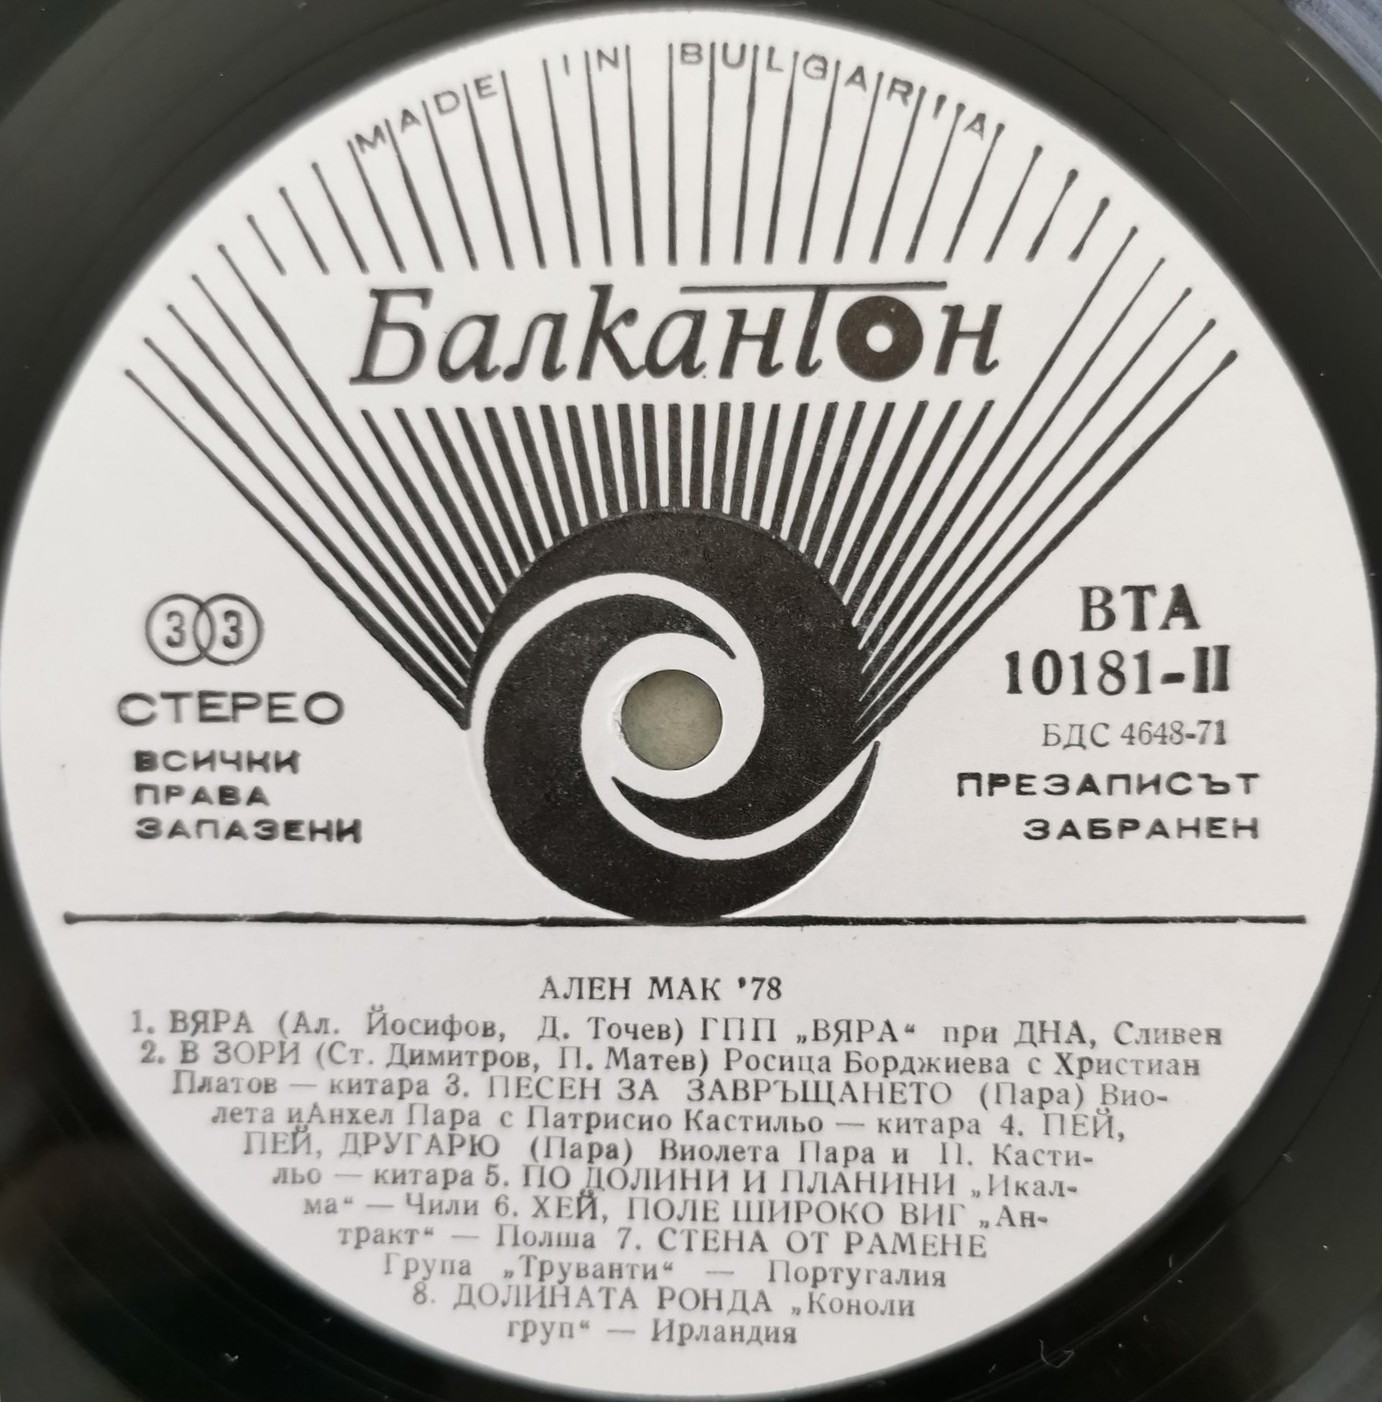 MADE IN BULGARIA
Балкантон
33
СТЕРЕО
ВСИЧКИ
ПРАВА
ЗАПАЗЕНИ
ВТА
10181-II
БДС 4648-71
ПРЕЗАПИСЪТ
ЗАБРАНЕН
АЛЕН МАК '78
1. ВЯРА (Ал. Йосифов, Д. Точев) ГПП „ВЯРА“ при ДНА, Сливен
2. В ЗОРИ (Ст. Димитров, П. Матев) Росица Борджиева с Християн
Платов — китара 3. ПЕСЕН ЗА ЗАВРЪЩАНЕТО (Пара) Вио-
лета иАнхел Пара с Патрисио Кастильо — китара 4. ПЕЙ,
ПЕЙ, ДРУГАРЮ (Пара) Виолета Пара и П. Касти-
льо — китара 5. ПО ДОЛИНИ И ПЛАНИНИ „Икал-
ма“ — Чили 6. ХЕЙ, ПОЛЕ ШИРОКО ВИГ „Ан-
тракт“ — Полша 7. СТЕНА ОТ РАМЕНЕ
Група „Труванти“ — Португалия
8. ДОЛИНАТА РОНДА „Коноли
груп“ — Ирландия